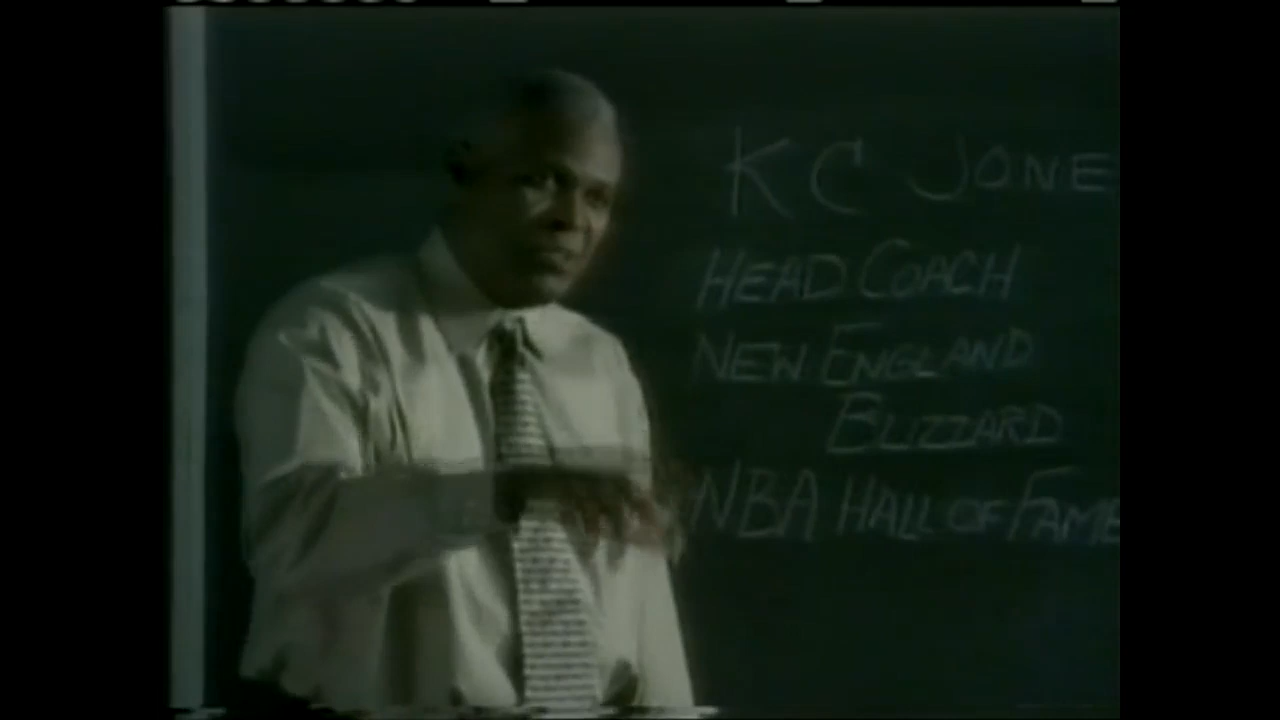 KC JONE
HEAD COACH
NEW ENGLAND
BLIZZARD
NBA HALL OF FAME